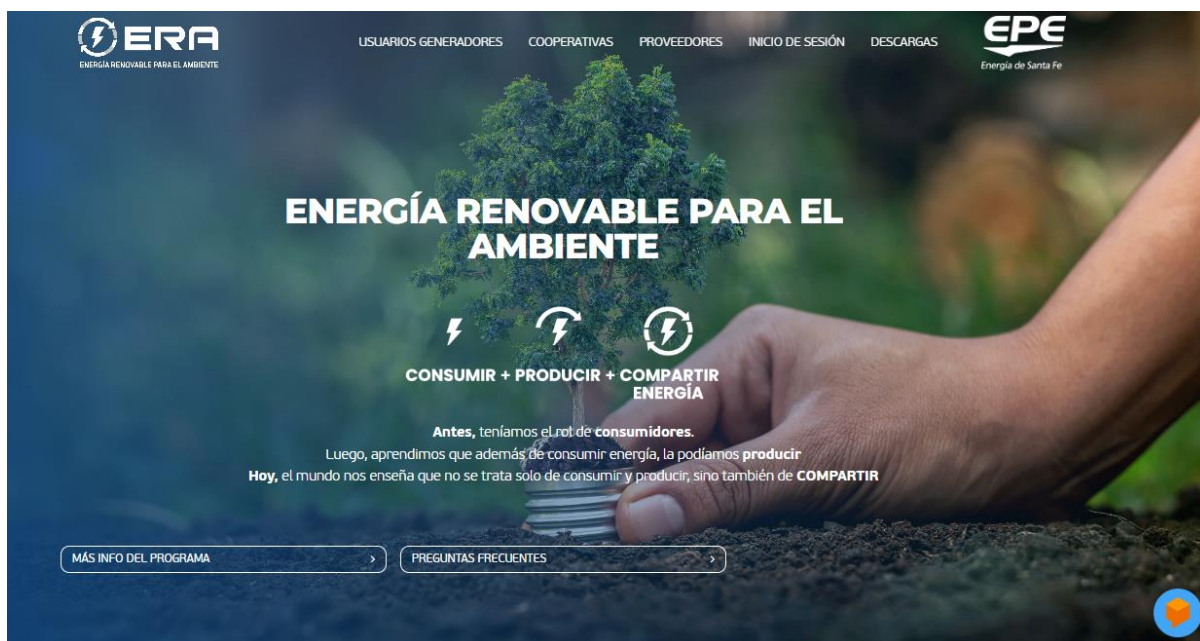 ERA
ENERGÍA RENOVABLE PARA EL AMBIENTE
USUARIOS GENERADORES
COOPERATIVAS
PROVEEDORES
INICIO DE SESIÓN
DESCARGAS
EPE
Energía de Santa Fe
ENERGÍA RENOVABLE PARA EL
AMBIENTE
CONSUMIR + PRODUCIR + COMPARTIR
ENERGÍA
Antes, teníamos el rol de consumidores.
Luego, aprendimos que además de consumir energía, la podíamos producir
Hoy, el mundo nos enseña que no se trata solo de consumir y producir, sino también de COMPARTIR
MÁS INFO DEL PROGRAMA
PREGUNTAS FRECUENTES